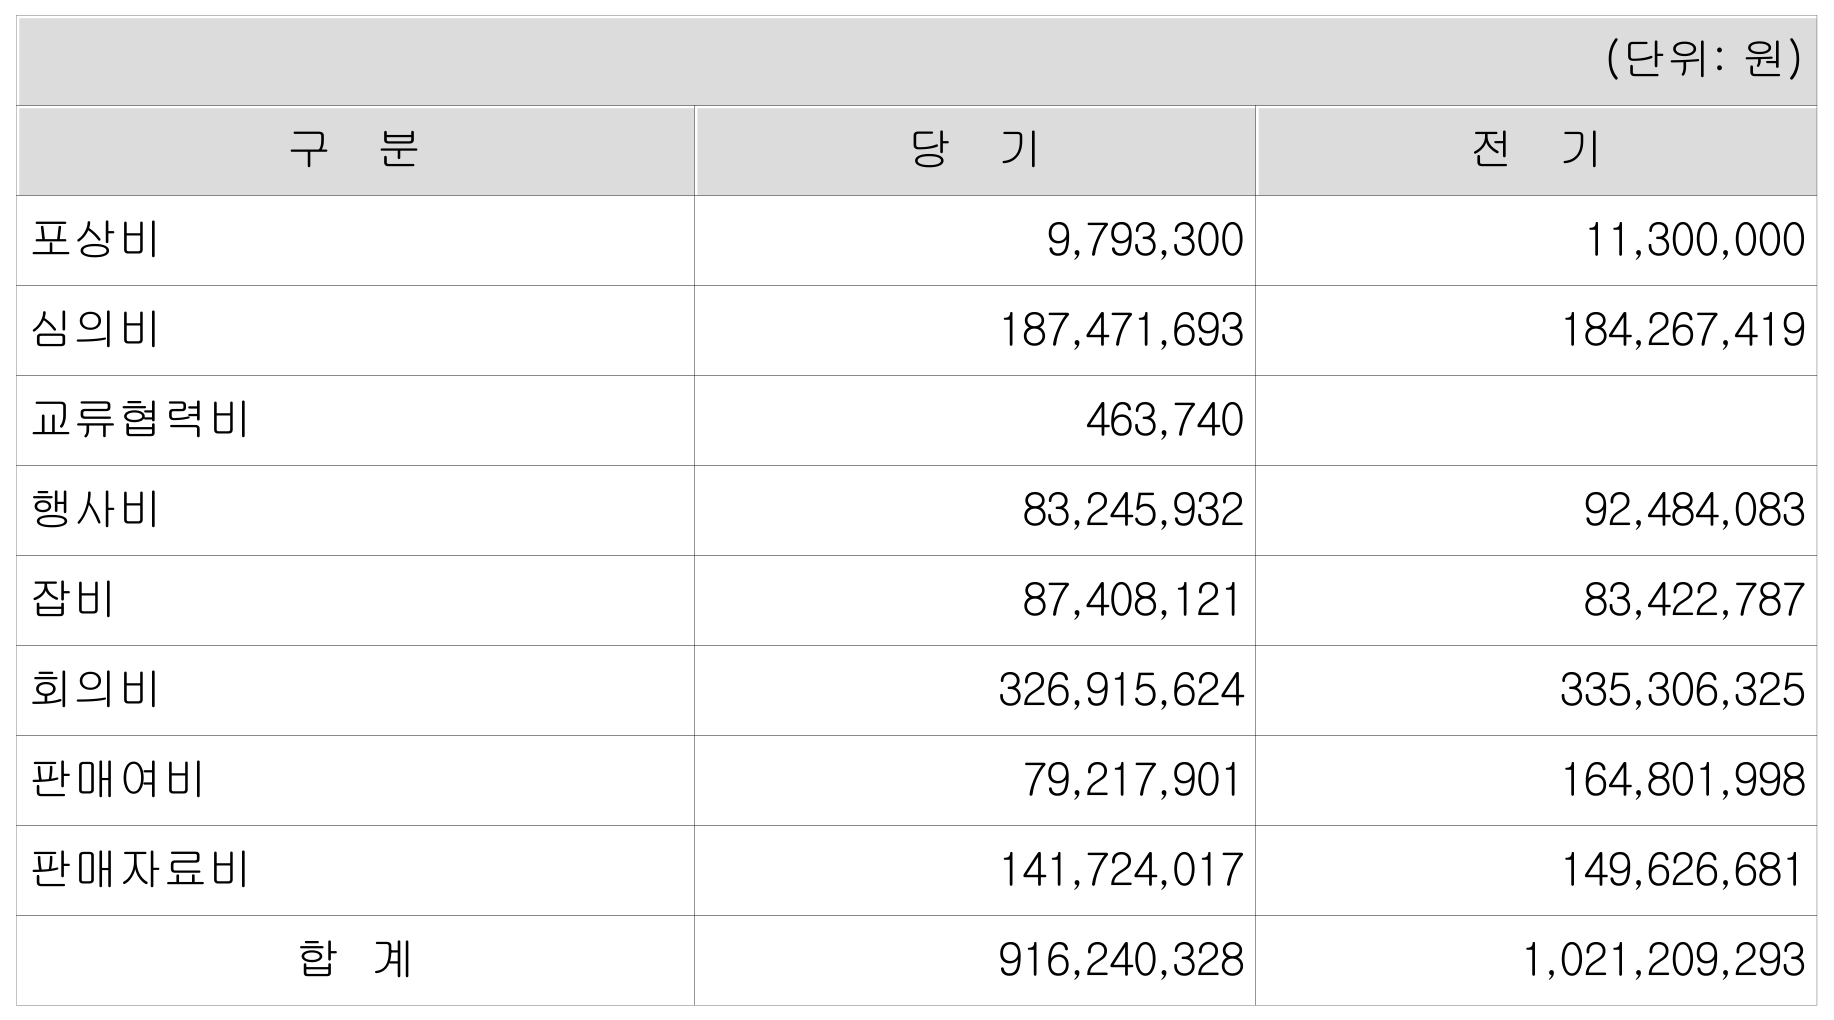 (단위: 원)
구 분 당 기 전 기
포상비 9,793,300 11,300,000
심의비 187,471,693 184,267,419
교류협력비 463,740
행사비 83,245,932 92,484,083
잡비 87,408,121 83,422,787
회의비 326,915,624 335,306,325
판매여비 79,217,901 164,801,998
판매자료비 141,724,017 149,626,681
합 계 916,240,328 1,021,209,293